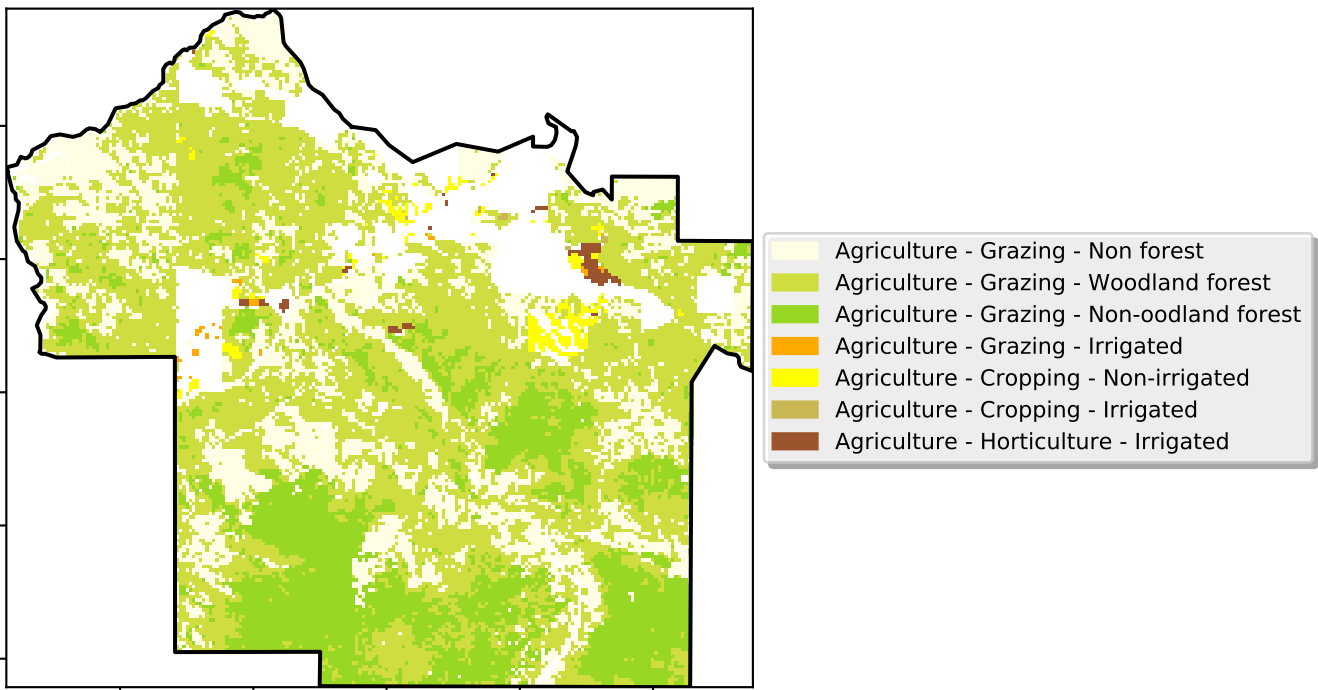 Agriculture - Grazing - Non forest
Agriculture - Grazing - Woodland forest
Agriculture - Grazing - Non-oodland forest
Agriculture - Grazing - Irrigated
Agriculture - Cropping - Non-irrigated
Agriculture - Cropping - Irrigated
Agriculture - Horticulture - Irrigated